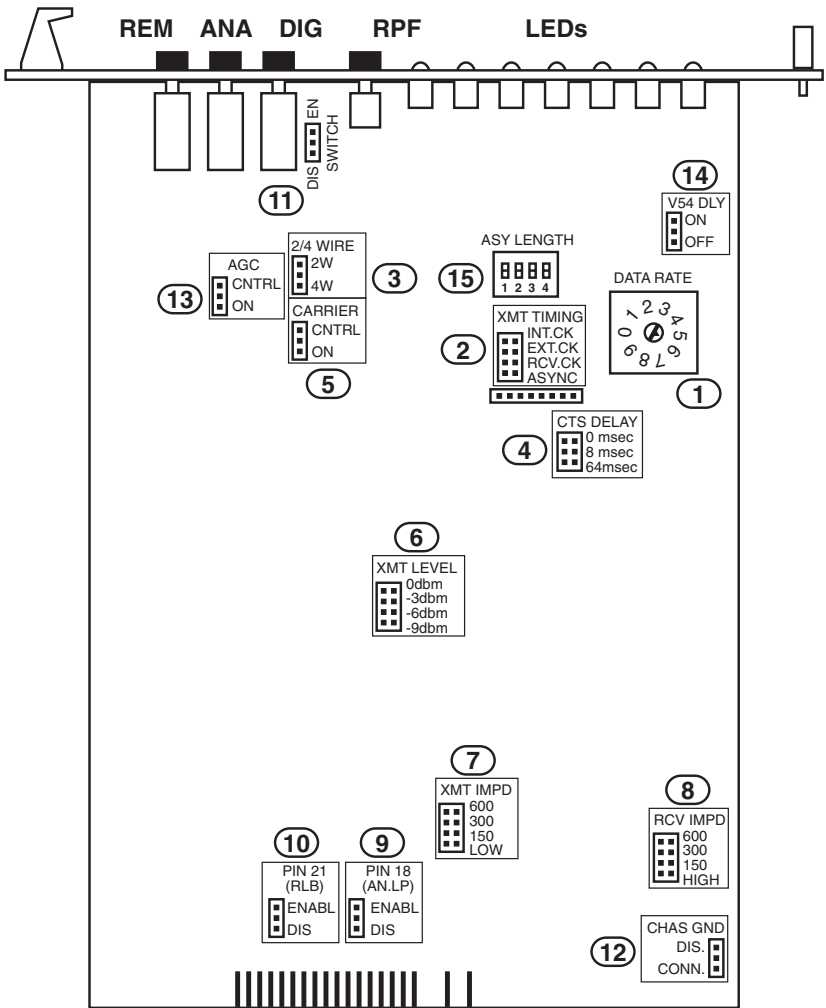 REM ANA DIG RPF LEDs
DIS EN
SWITCH
11
14
V54 DLY
ON
OFF
2/4 WIRE
2W
4W
3
AGC
CNTRL
ON
13
CARRIER
CNTRL
ON
5
ASY LENGTH
15
1 2 3 4
XMT TIMING
INT.CK
EXT.CK
RCV.CK
ASYNC
2
DATA RATE
0 1 2 3 4 5 6 7 8 9
1
CTS DELAY
0 msec
8 msec
64msec
4
6
XMT LEVEL
0dbm
-3dbm
-6dbm
-9dbm
7
XMT IMPD
600
300
150
LOW
8
RCV IMPD
600
300
150
HIGH
10
PIN 21
(RLB)
ENABL
DIS
9
PIN 18
(AN.LP)
ENABL
DIS
12
CHAS GND
DIS.
CONN.